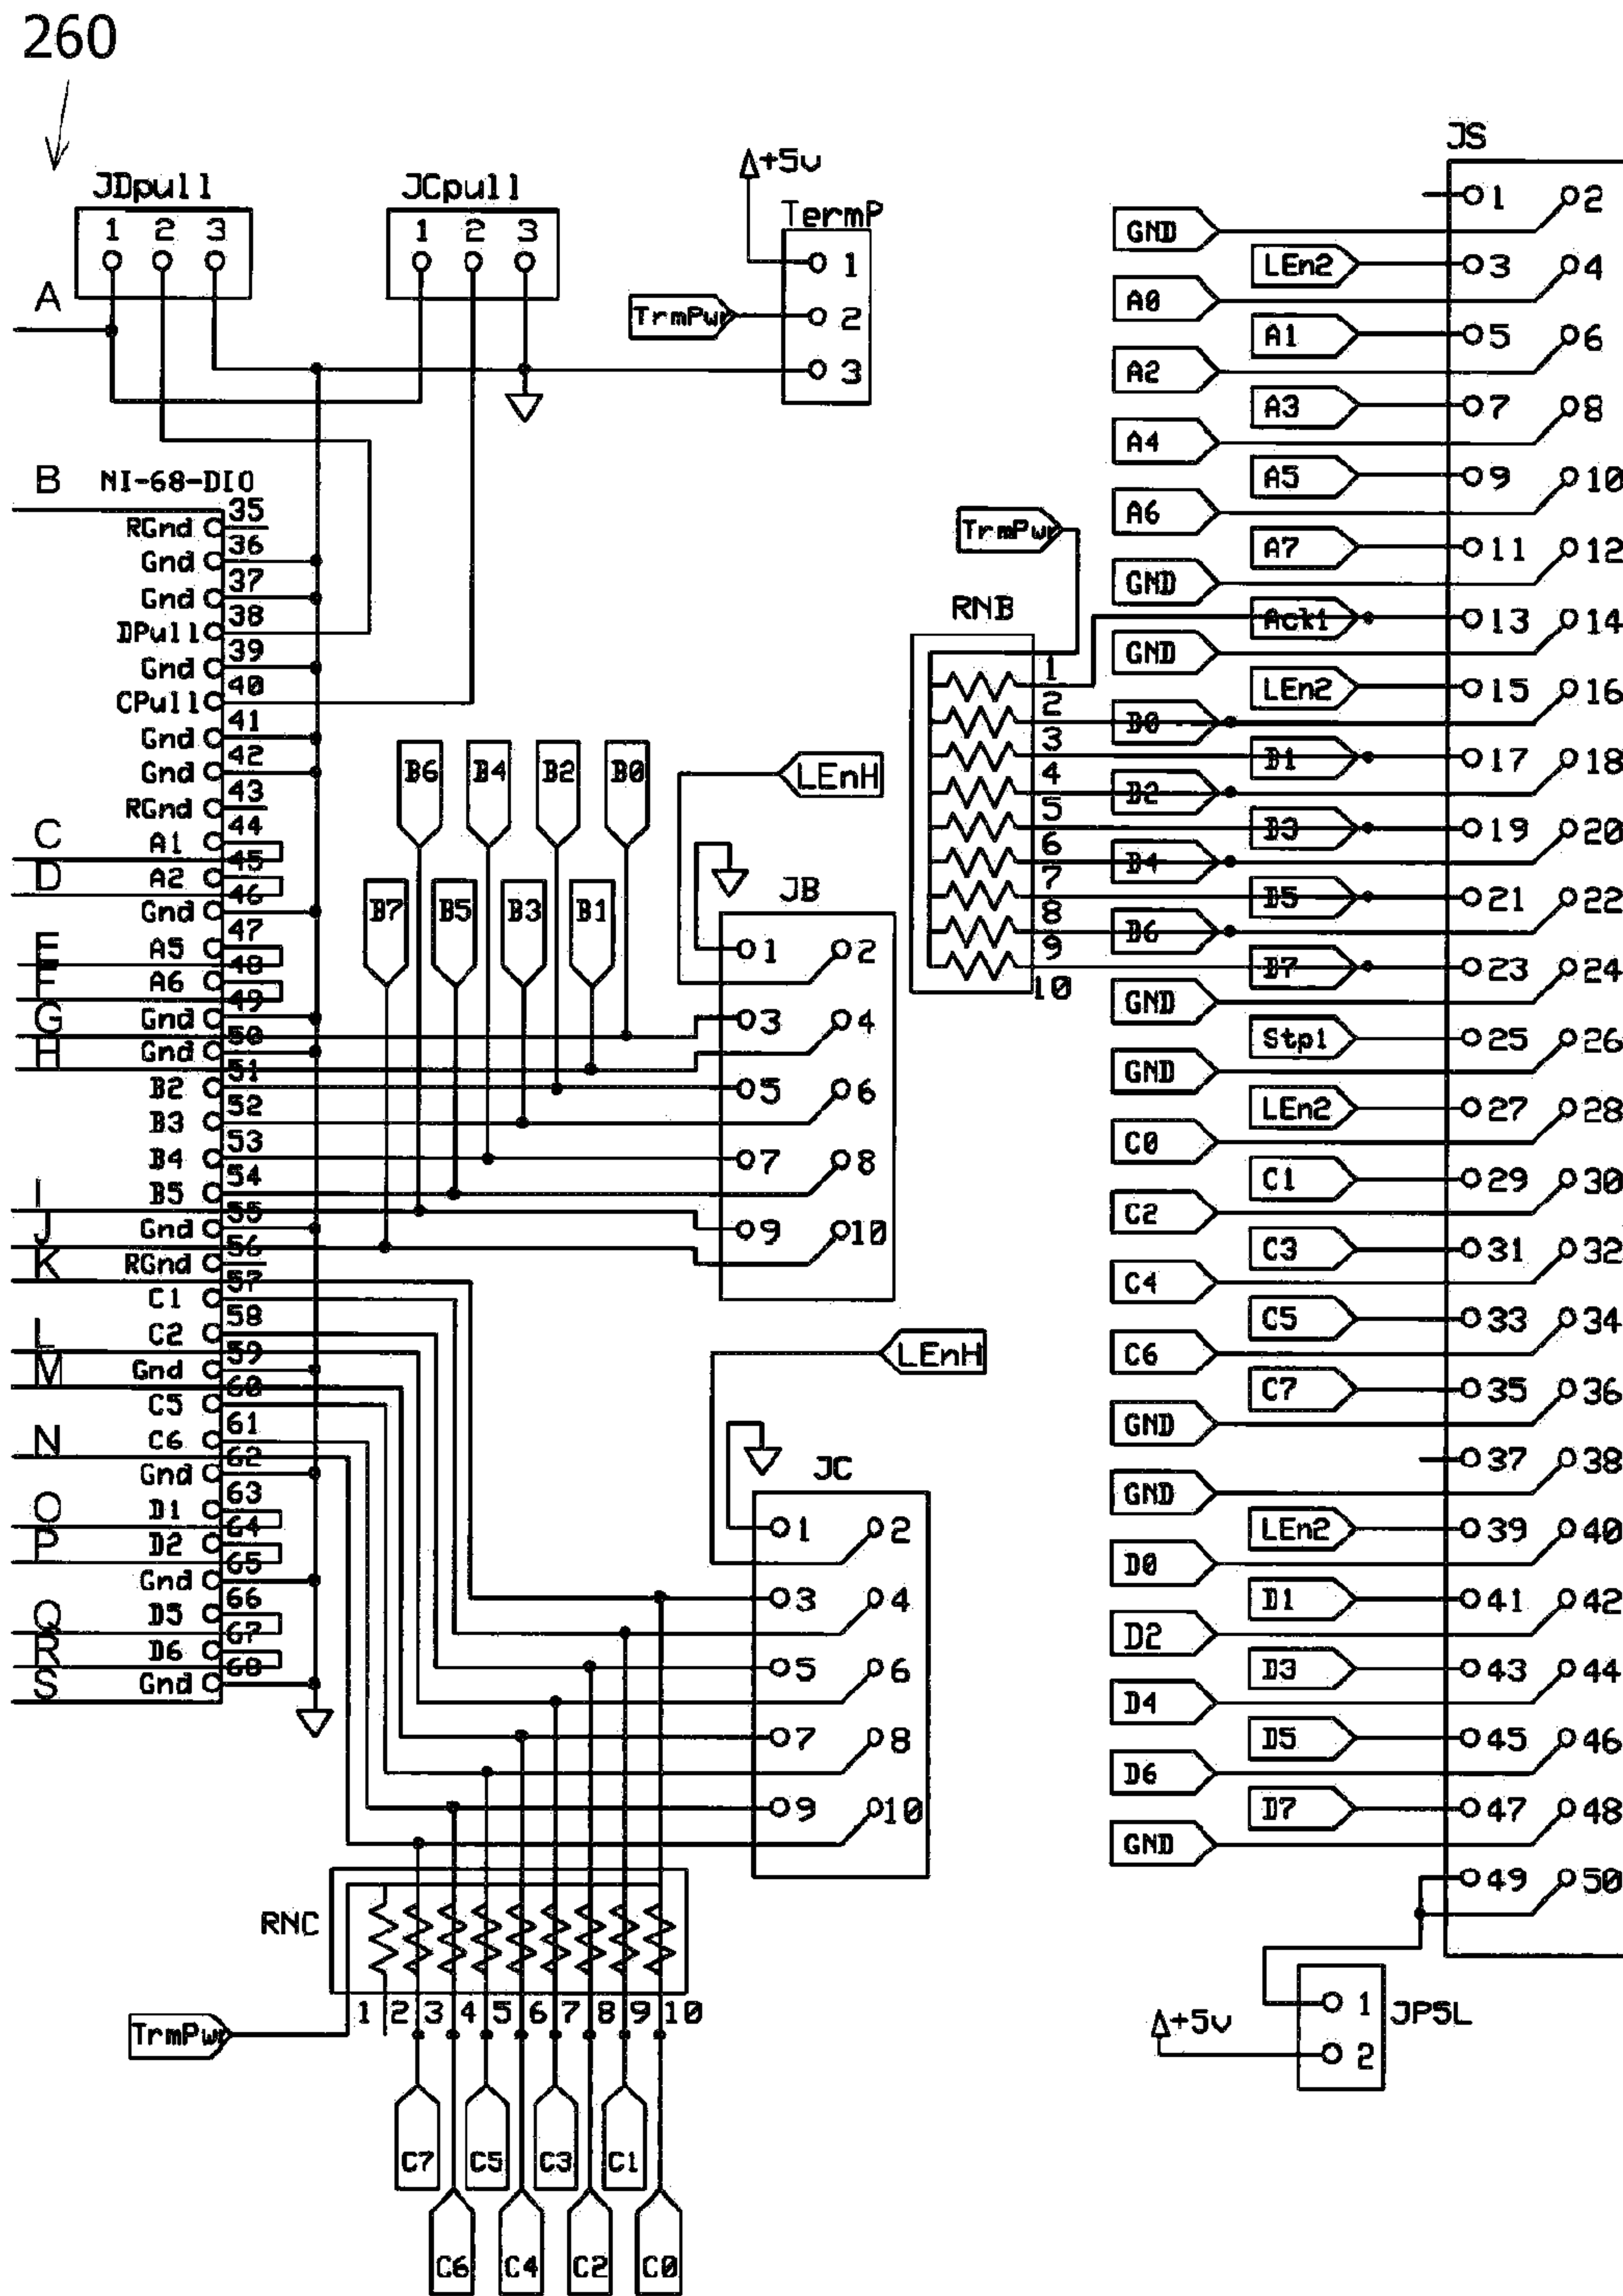 260
JDpull
1 2 3
JCpull
1 2 3
+5v
TermP
1
TrmPwr 2
3
A
B
NI-68-DIO
RGnd 35
Gnd 36
Gnd 37
DPull 38
Gnd 39
CPull 40
Gnd 41
Gnd 42
RGnd 43
A1 44
A2 45
Gnd 46
A5 47
A6 48
Gnd 49
Gnd 50
B2 51
B3 52
B4 53
B5 54
Gnd 55
RGnd 56
C1 57
C2 58
Gnd 59
C5 60
C6 61
Gnd 62
D1 63
D2 64
Gnd 65
D5 66
D6 67
Gnd 68
C
D
E
F
G
H
I
J
K
L
M
N
O
P
Q
R
S
B6 B4 B2 B0
B7 B5 B3 B1
LEnH
JB
1 2
3 4
5 6
7 8
9 10
LEnH
JC
1 2
3 4
5 6
7 8
9 10
RNC
1 2 3 4 5 6 7 8 9 10
TrmPwr
C7 C5 C3 C1
C6 C4 C2 C0
TrmPwr
RNB
1
2
3
4
5
6
7
8
9
10
JS
1 2
GND
LEn2 3 4
A0
A1 5 6
A2
A3 7 8
A4
A5 9 10
A6
A7 11 12
GND
Ack1 13 14
GND
LEn2 15 16
B0
B1 17 18
B2
B3 19 20
B4
B5 21 22
B6
B7 23 24
GND
Stp1 25 26
GND
LEn2 27 28
C0
C1 29 30
C2
C3 31 32
C4
C5 33 34
C6
C7 35 36
GND
37 38
GND
LEn2 39 40
D0
D1 41 42
D2
D3 43 44
D4
D5 45 46
D6
D7 47 48
GND
49 50
+5v
1
2
JP5L